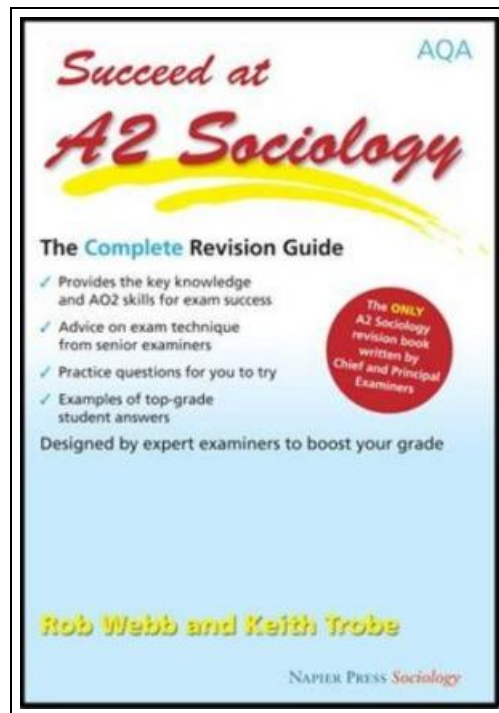 AQA
Succeed at
A2 Sociology
The Complete Revision Guide
✓ Provides the key knowledge
and AO2 skills for exam success
✓ Advice on exam technique
from senior examiners
✓ Practice questions for you to try
✓ Examples of top-grade
student answers
The ONLY
A2 Sociology
revision book
written by
Chief and Principal
Examiners
Designed by expert examiners to boost your grade
Rob Webb and Keith Trobe
NAPIER PRESS Sociology